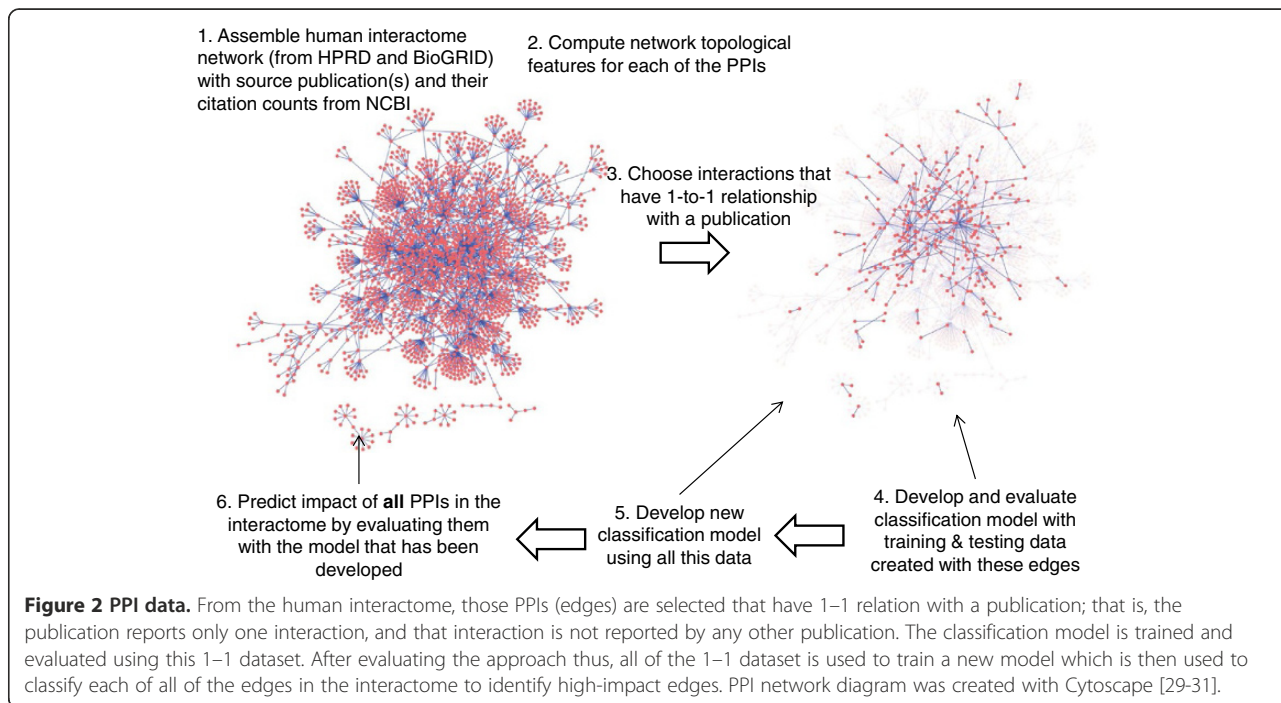 1. Assemble human interactome
network (from HPRD and BioGRID)
with source publication(s) and their
citation counts from NCBI
2. Compute network topological
features for each of the PPIs
3. Choose interactions that
have 1-to-1 relationship
with a publication
6. Predict impact of all PPIs in the
interactome by evaluating them
with the model that has been
developed
5. Develop new
classification model
using all this data
4. Develop and evaluate
classification model with
training & testing data
created with these edges
Figure 2 PPI data. From the human interactome, those PPIs (edges) are selected that have 1–1 relation with a publication; that is, the
publication reports only one interaction, and that interaction is not reported by any other publication. The classification model is trained and
evaluated using this 1–1 dataset. After evaluating the approach thus, all of the 1–1 dataset is used to train a new model which is then used to
classify each of all of the edges in the interactome to identify high-impact edges. PPI network diagram was created with Cytoscape [29-31].